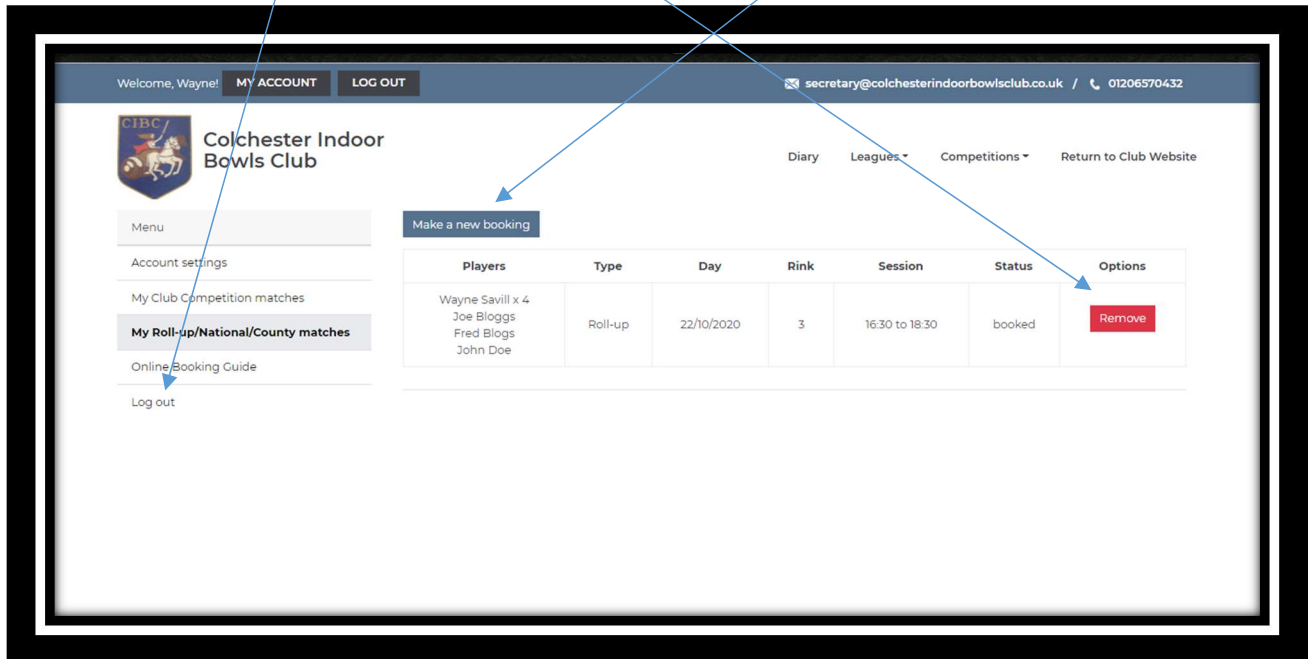 Welcome, Wayne! MY ACCOUNT LOG OUT secretary@colchesterindoorbowlsclub.co.uk / 01206570432
CIBC
Colchester Indoor
Bowls Club
Diary Leagues Competitions Return to Club Website
Menu
Account settings
My Club Competition matches
My Roll-up/National/County matches
Online Booking Guide
Log out
Make a new booking
Players Type Day Rink Session Status Options
Wayne Savill x 4
Joe Bloggs
Fred Blogs
John Doe
Roll-up 22/10/2020 3 16:30 to 18:30 booked Remove